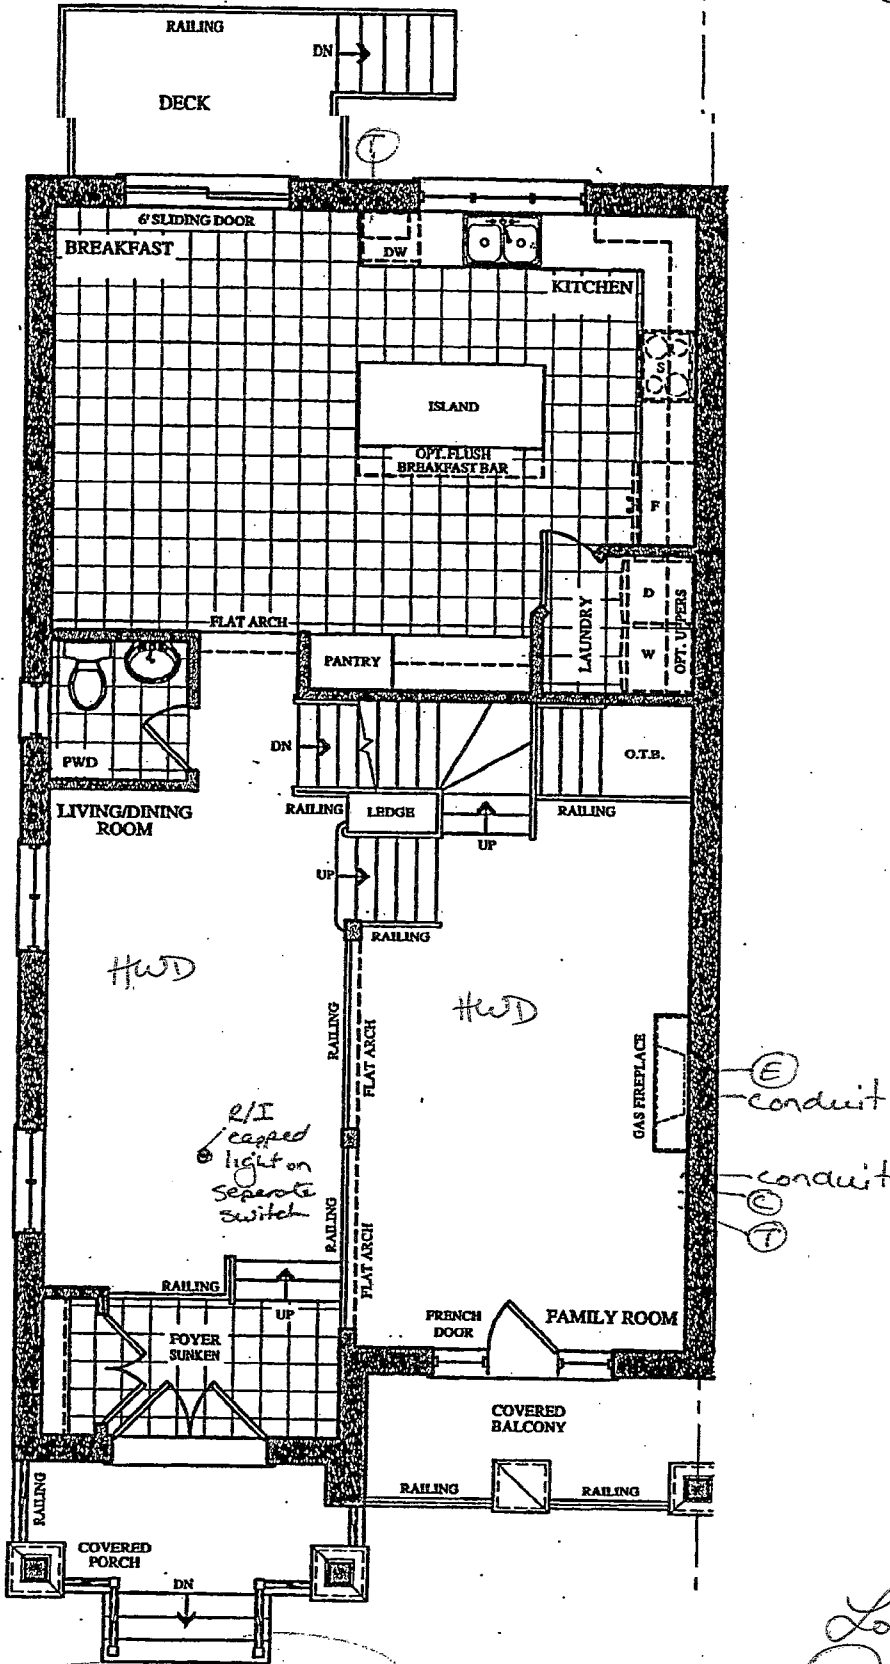 RAILING
DN
DECK
T
6' SLIDING DOOR
BREAKFAST
DW
KITCHEN
S
ISLAND
OPT. FLUSH
BREAKFAST BAR
F
FLAT ARCH
LAUNDRY
D
W
OPT. UPPERS
PANTRY
PWD
DN
O.T.B.
LIVING/DINING
ROOM
RAILING
LEDGE
UP
RAILING
UP
RAILING
HWD
HWD
RAILING
FLAT ARCH
GAS FIREPLACE
E
conduit
R/I
capped
light on
seperate
switch
conduit
C
T
RAILING
FLAT ARCH
RAILING
UP
FOYER
SUNKEN
FRENCH
DOOR
FAMILY ROOM
COVERED
BALCONY
RAILING
RAILING
RAILING
COVERED
PORCH
DN
Lo